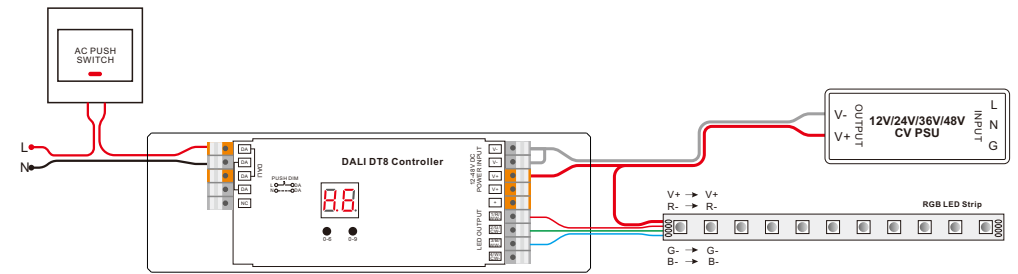 AC PUSH
SWITCH
L
N
DA
DA
DA
DA
NC
DALI
PUSH DIM
L DA
N DA
DALI DT8 Controller
8.8.
0-6
0-9
12-48V DC
POWER INPUT
LED OUTPUT
V-
V-
V+
V+
+
V-
V+
OUTPUT
12V/24V/36V/48V
CV PSU
INPUT
L
N
G
V+ → V+
R- → R-
G- → G-
B- → B-
RGB LED Strip